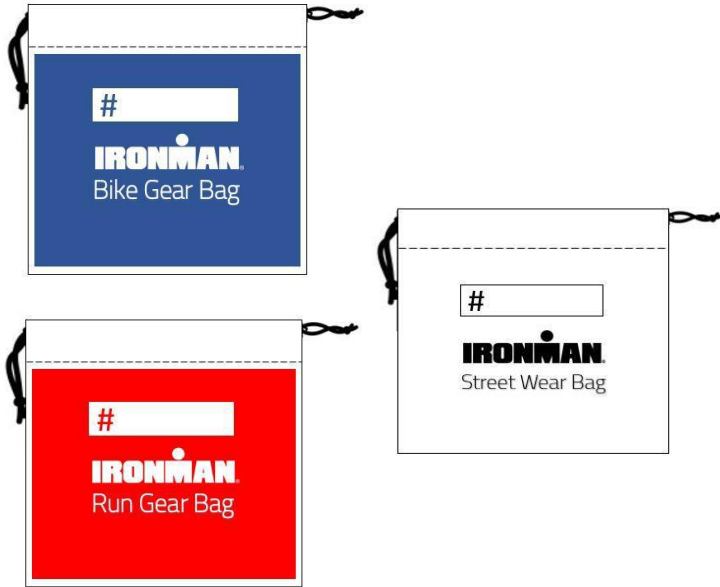 #
IRONMAN®
Bike Gear Bag
#
IRONMAN®
Street Wear Bag
#
IRONMAN®
Run Gear Bag